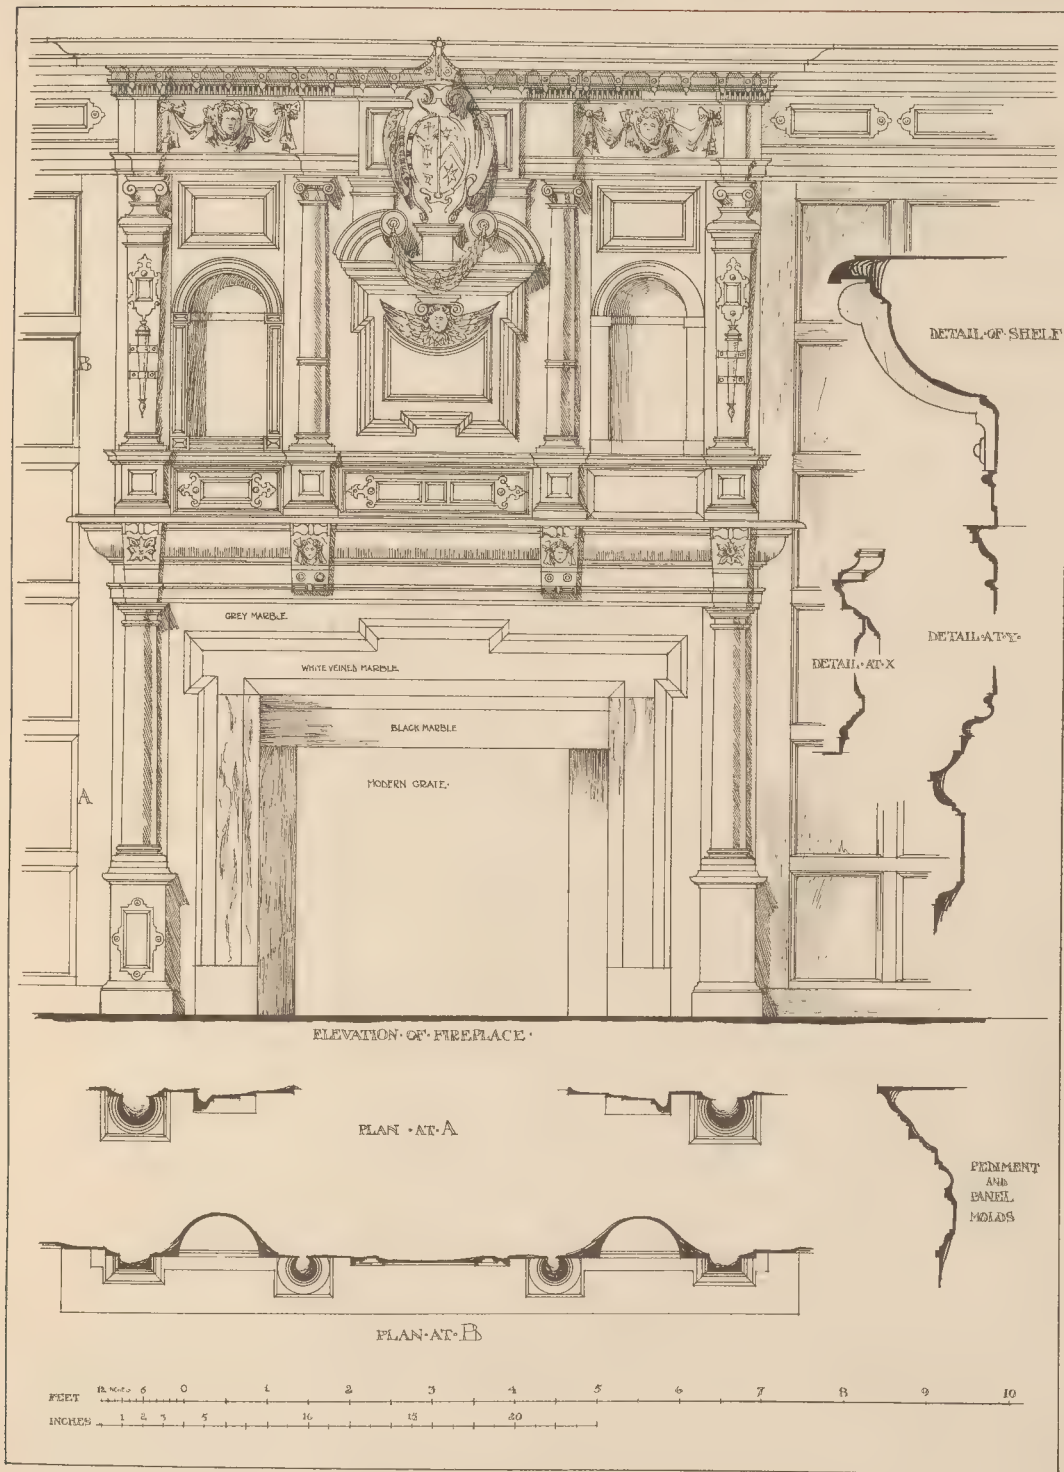 B
DETAIL·OF·SHELF
GREY MARBLE
WHITE VEINED MARBLE
DETAIL·AT·Y·
DETAIL·AT·X
BLACK MARBLE
MODERN GRATE·
A
ELEVATION·OF·FIREPLACE·
PLAN ·AT·A
PEDIMENT
AND
PANEL
MOLDS
PLAN·AT·B
FEET 6 0 1 2 3 4 5 6 7 8 9 10
INCHES 1 2 3 5 15 20